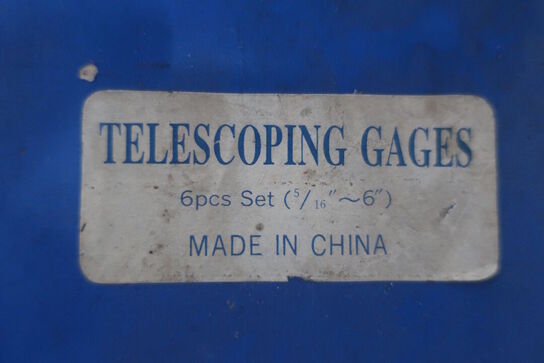 TELESCOPING GAGES
6pcs Set (5/16"～6")
MADE IN CHINA